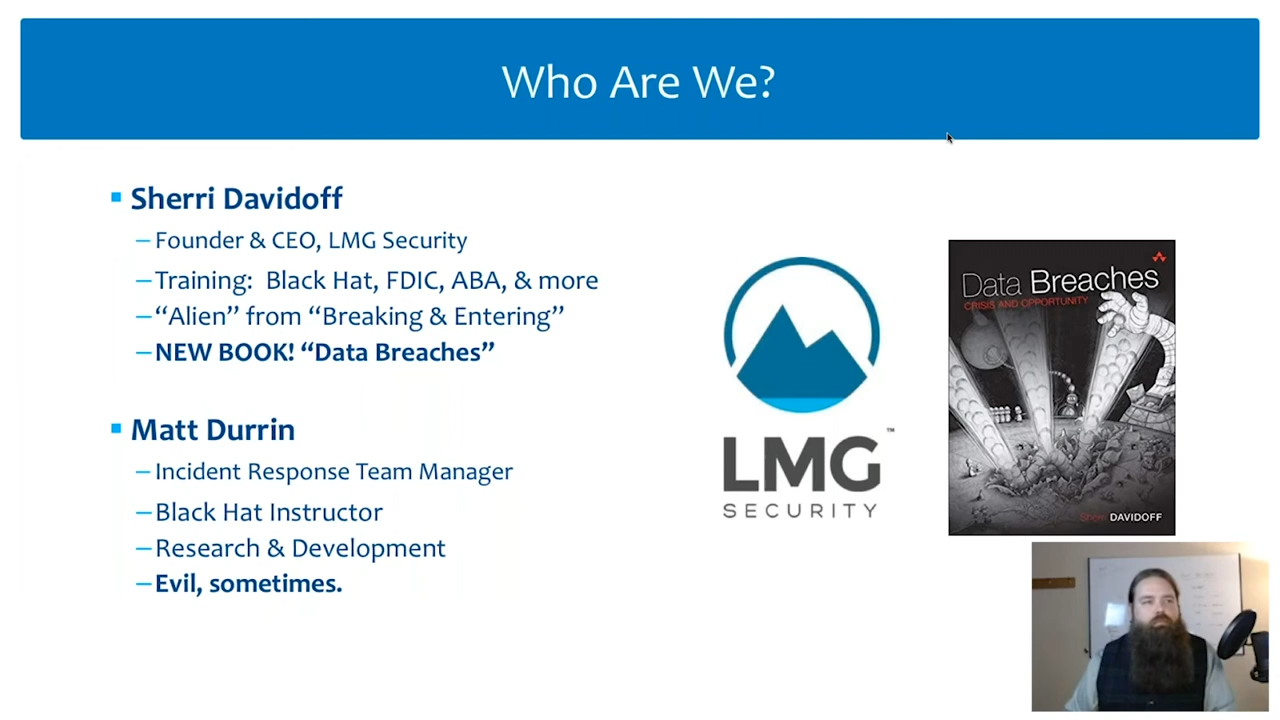 Who Are We?
Sherri Davidoff
–Founder & CEO, LMG Security
–Training:  Black Hat, FDIC, ABA, & more
–“Alien” from “Breaking & Entering”
–NEW BOOK! “Data Breaches”
Matt Durrin
–Incident Response Team Manager
–Black Hat Instructor
–Research & Development
–Evil, sometimes.
LMG™
SECURITY
Data Breaches
CRISIS AND OPPORTUNITY
Sherri DAVIDOFF